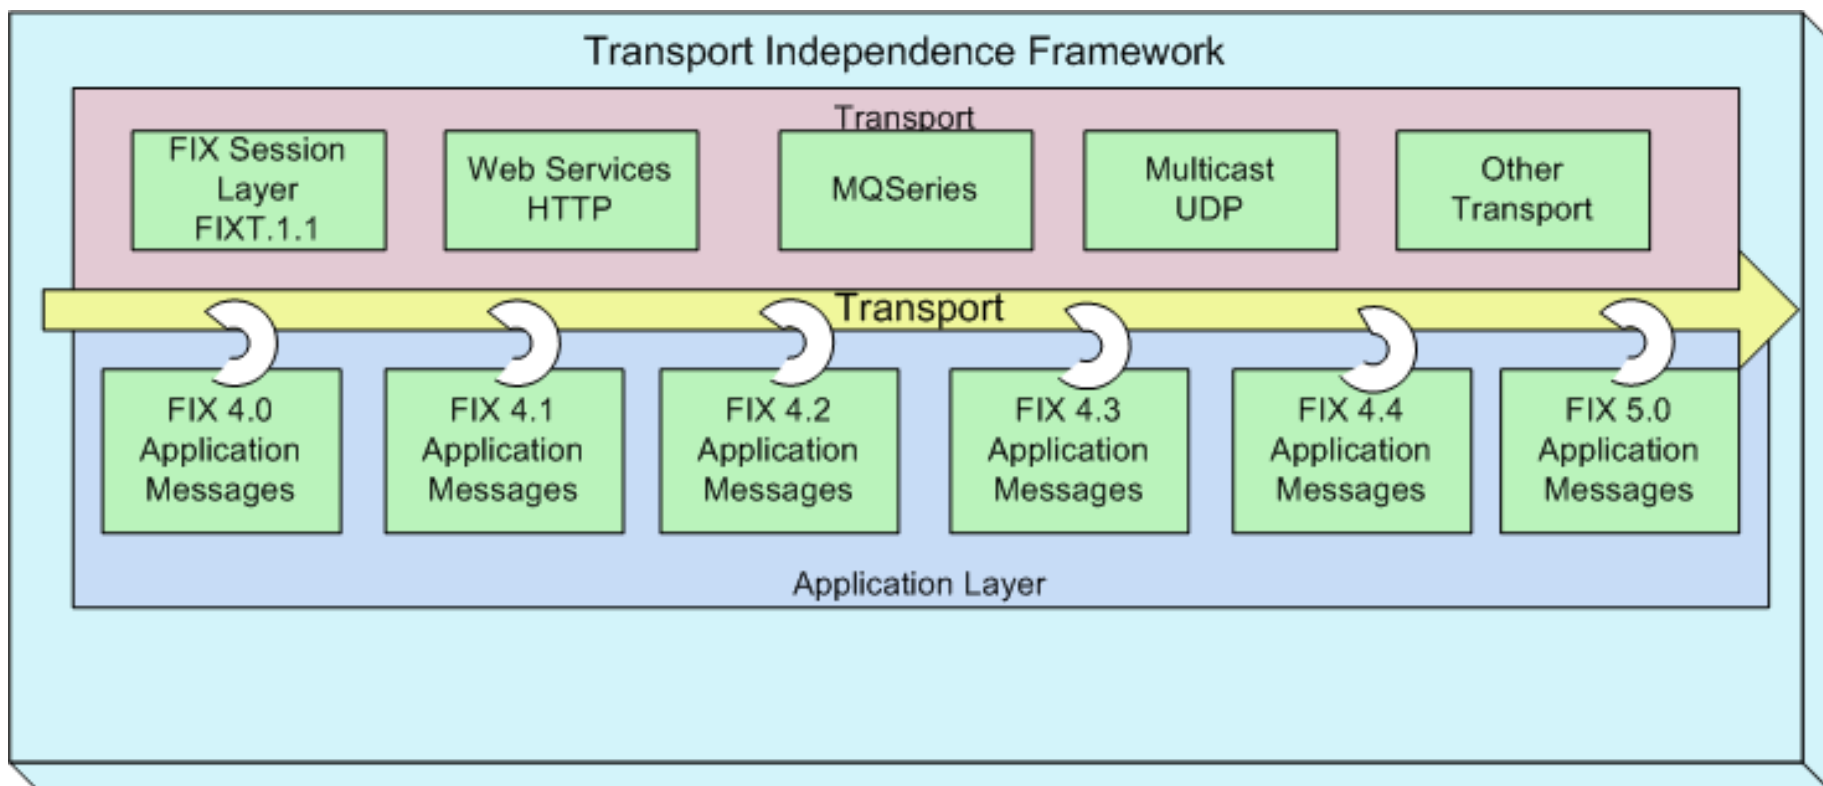 Transport Independence Framework
Transport
FIX Session
Layer
FIXT.1.1
Web Services
HTTP
MQSeries
Multicast
UDP
Other
Transport
Transport
FIX 4.0
Application
Messages
FIX 4.1
Application
Messages
FIX 4.2
Application
Messages
FIX 4.3
Application
Messages
FIX 4.4
Application
Messages
FIX 5.0
Application
Messages
Application Layer